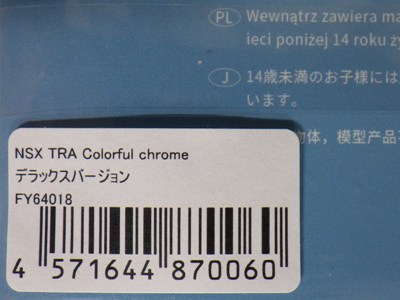 PL Wewnątrz zawiera ma
ieci poniżej 14 roku ży
J 14歳未満のお子様には
います。
物体，模型产品
NSX TRA Colorful chrome
デラックスバージョン
FY64018
4 571644 870060